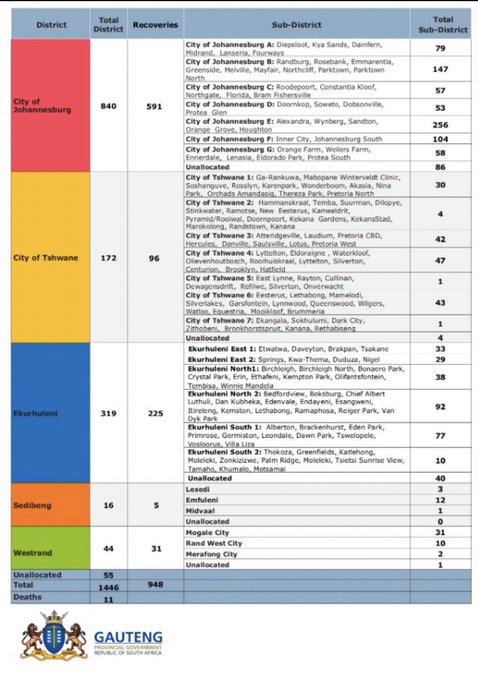 District
Total
District
Recoveries
Sub-District
Total
Sub-District
City of
Johannesburg
840
591
City of Johannesburg A: Diepsloot, Kya Sands, Dainfern,
Midrand, Lanseria, Fourways
79
City of Johannesburg B: Randburg, Rosebank, Emmarentia,
Greenside, Melville, Mayfair, Northcliff, Parktown, Parktown
North
147
City of Johannesburg C: Roodepoort, Constantia Kloof,
Northgate, Florida, Bram Fishersville
57
City of Johannesburg D: Doornkop, Soweto, Dobsonville,
Protea Glen
53
City of Johannesburg E: Alexandra, Wynberg, Sandton,
Orange Grove, Houghton
256
City of Johannesburg F: Inner City, Johannesburg South
104
City of Johannesburg G: Orange Farm, Weilers Farm,
Ennerdale, Lenasia, Eldorado Park, Protea South
58
Unallocated
86
City of Tshwane
172
96
City of Tshwane 1: Ga-Rankuwa, Mabopane Winterveldt Clinic,
Soshanguve, Rosslyn, Karenpark, Wonderboom, Akasia, Nina
Park, Orchads Amandasig, Thereza Park, Pretoria North
30
City of Tshwane 2: Hammanskraal, Temba, Suurman, Dilopye,
Stinkwater, Ramotse, New Eesterus, Kameeldrit,
Pyramid/Rooiwal, Doornpoort, Kekana Gardens, KekansStad,
Marokolong, Randstown, Kanana
4
City of Tshwane 3: Atteridgeville, Laudium, Pretoria CBD,
Hercules, Danville, Saulsville, Lotus, Pretoria West
42
City of Tshwane 4: Lyttelton, Eldoraigne, Waterkloof,
Olievenhoutbosch, Rooihuiskraal, Lyttelton, Silverton,
Centurion, Brooklyn, Hatfield
47
City of Tshwane 5: East Lynne, Rayton, Cullinan,
Dewagensdrift, Refilwe, Silverton, Onverwacht
1
City of Tshwane 6: Eesterus, Lethabong, Mamelodi,
Silverlakes, Garsfontein, Lynnwood, Queenswood, Wilgers,
Watloo, Equestria, Mooikloof, Brummeria
43
City of Tshwane 7: Ekangala, Sokhulumi, Dark City,
Zithobeni, Bronkhorstspruit, Kanana, Rethabiseng
1
Unallocated
4
Ekurhuleni
319
225
Ekurhuleni East 1: Etwatwa, Daveyton, Brakpan, Tsakane
33
Ekurhuleni East 2: Springs, Kwa-Thema, Duduza, Nigel
29
Ekurhuleni North1: Birchleigh, Birchleigh North, Bonaero Park,
Crystal Park, Erin, Ethafeni, Kempton Park, Olifantsfontein,
Tembisa, Winnie Mandela
38
Ekurhuleni North 2: Bedfordview, Boksburg, Chief Albert
Luthuli, Dan Kubheka, Edenvale, Endayeni, Esangweni,
Itireleng, Kemston, Lethabong, Ramaphosa, Reiger Park, Van
Dyk Park
92
Ekurhuleni South 1: Alberton, Brackenhurst, Eden Park,
Primrose, Germiston, Leondale, Dawn Park, Tswelopele,
Vosloorus, Villa Liza
77
Ekurhuleni South 2: Thokoza, Greenfields, Katlehong,
Moleleki, Zonkizizwe, Palm Ridge, Moleleki, Tsietsi Sunrise View,
Tamaho, Khumalo, Motsamai
10
Unallocated
40
Sedibeng
16
5
Lesedi
3
Emfuleni
12
Midvaal
1
Unallocated
0
Westrand
44
31
Mogale City
31
Rand West City
10
Merafong City
2
Unallocated
1
Unallocated
55
Total
1446
948
Deaths
11
GAUTENG
PROVINCIAL GOVERNMENT
REPUBLIC OF SOUTH AFRICA